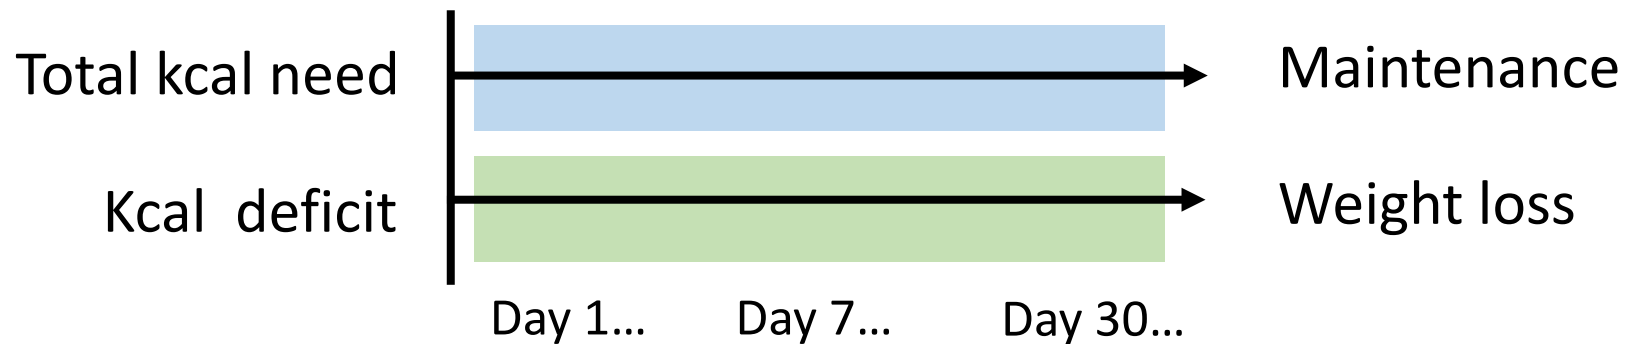 Total kcal need
Maintenance
Kcal  deficit
Weight loss
Day 1...
Day 7...
Day 30...